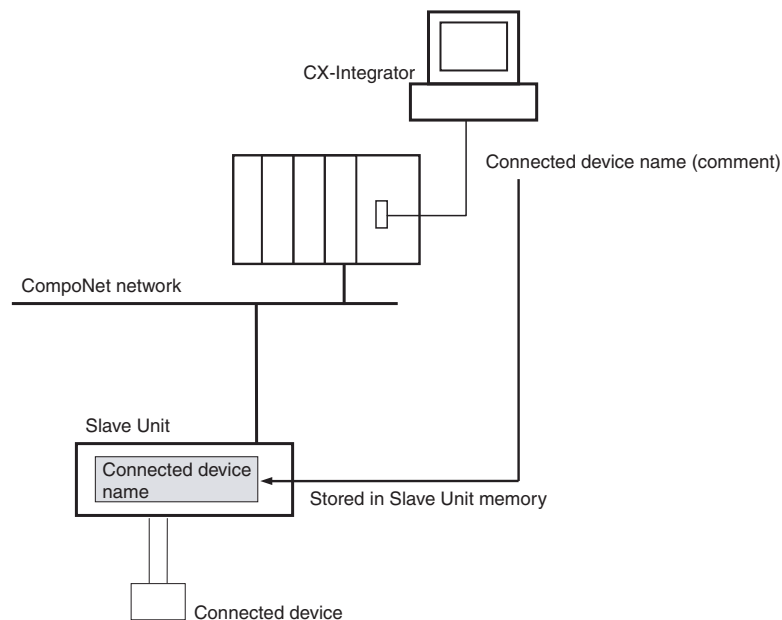 CX-Integrator
Connected device name (comment)
CompoNet network
Slave Unit
Connected device
name
Stored in Slave Unit memory
Connected device